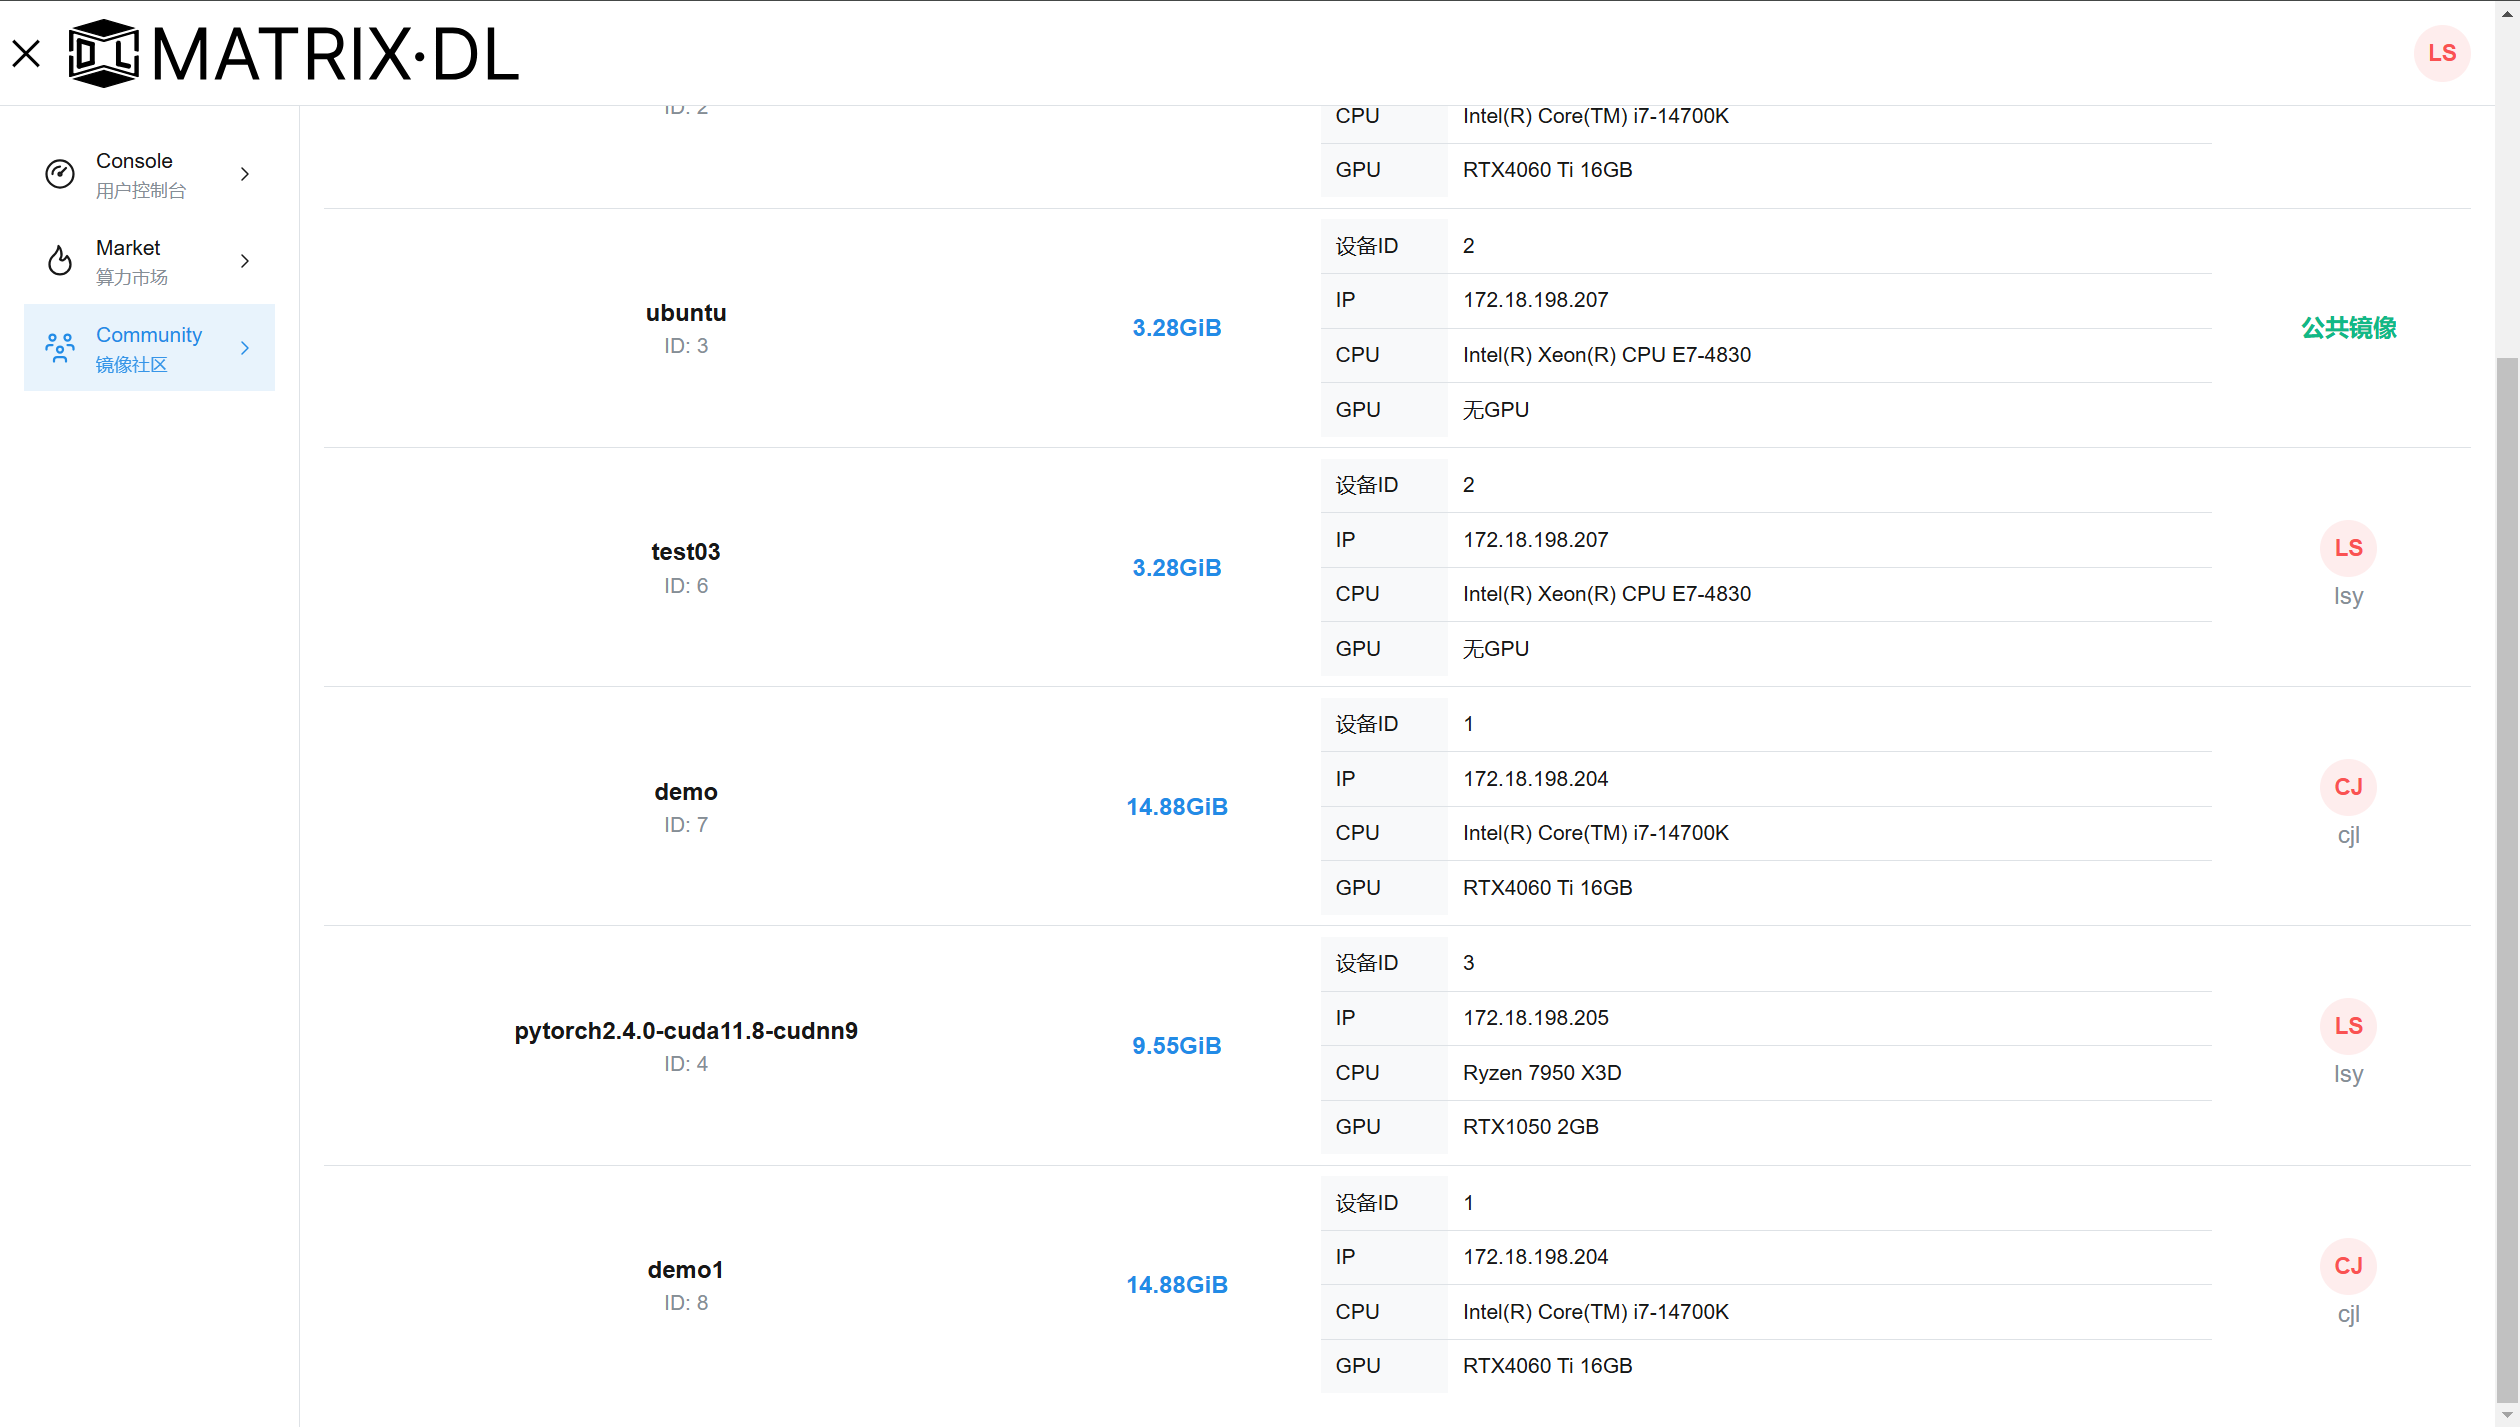 MATRIX·DL
LS
Console
用户控制台
Market
算力市场
Community
镜像社区
ID: 2
CPU Intel(R) Core(TM) i7-14700K
GPU RTX4060 Ti 16GB
ubuntu
ID: 3
3.28GiB
设备ID 2
IP 172.18.198.207
CPU Intel(R) Xeon(R) CPU E7-4830
GPU 无GPU
公共镜像
test03
ID: 6
3.28GiB
设备ID 2
IP 172.18.198.207
CPU Intel(R) Xeon(R) CPU E7-4830
GPU 无GPU
LS
lsy
demo
ID: 7
14.88GiB
设备ID 1
IP 172.18.198.204
CPU Intel(R) Core(TM) i7-14700K
GPU RTX4060 Ti 16GB
CJ
cjl
pytorch2.4.0-cuda11.8-cudnn9
ID: 4
9.55GiB
设备ID 3
IP 172.18.198.205
CPU Ryzen 7950 X3D
GPU RTX1050 2GB
LS
lsy
demo1
ID: 8
14.88GiB
设备ID 1
IP 172.18.198.204
CPU Intel(R) Core(TM) i7-14700K
GPU RTX4060 Ti 16GB
CJ
cjl